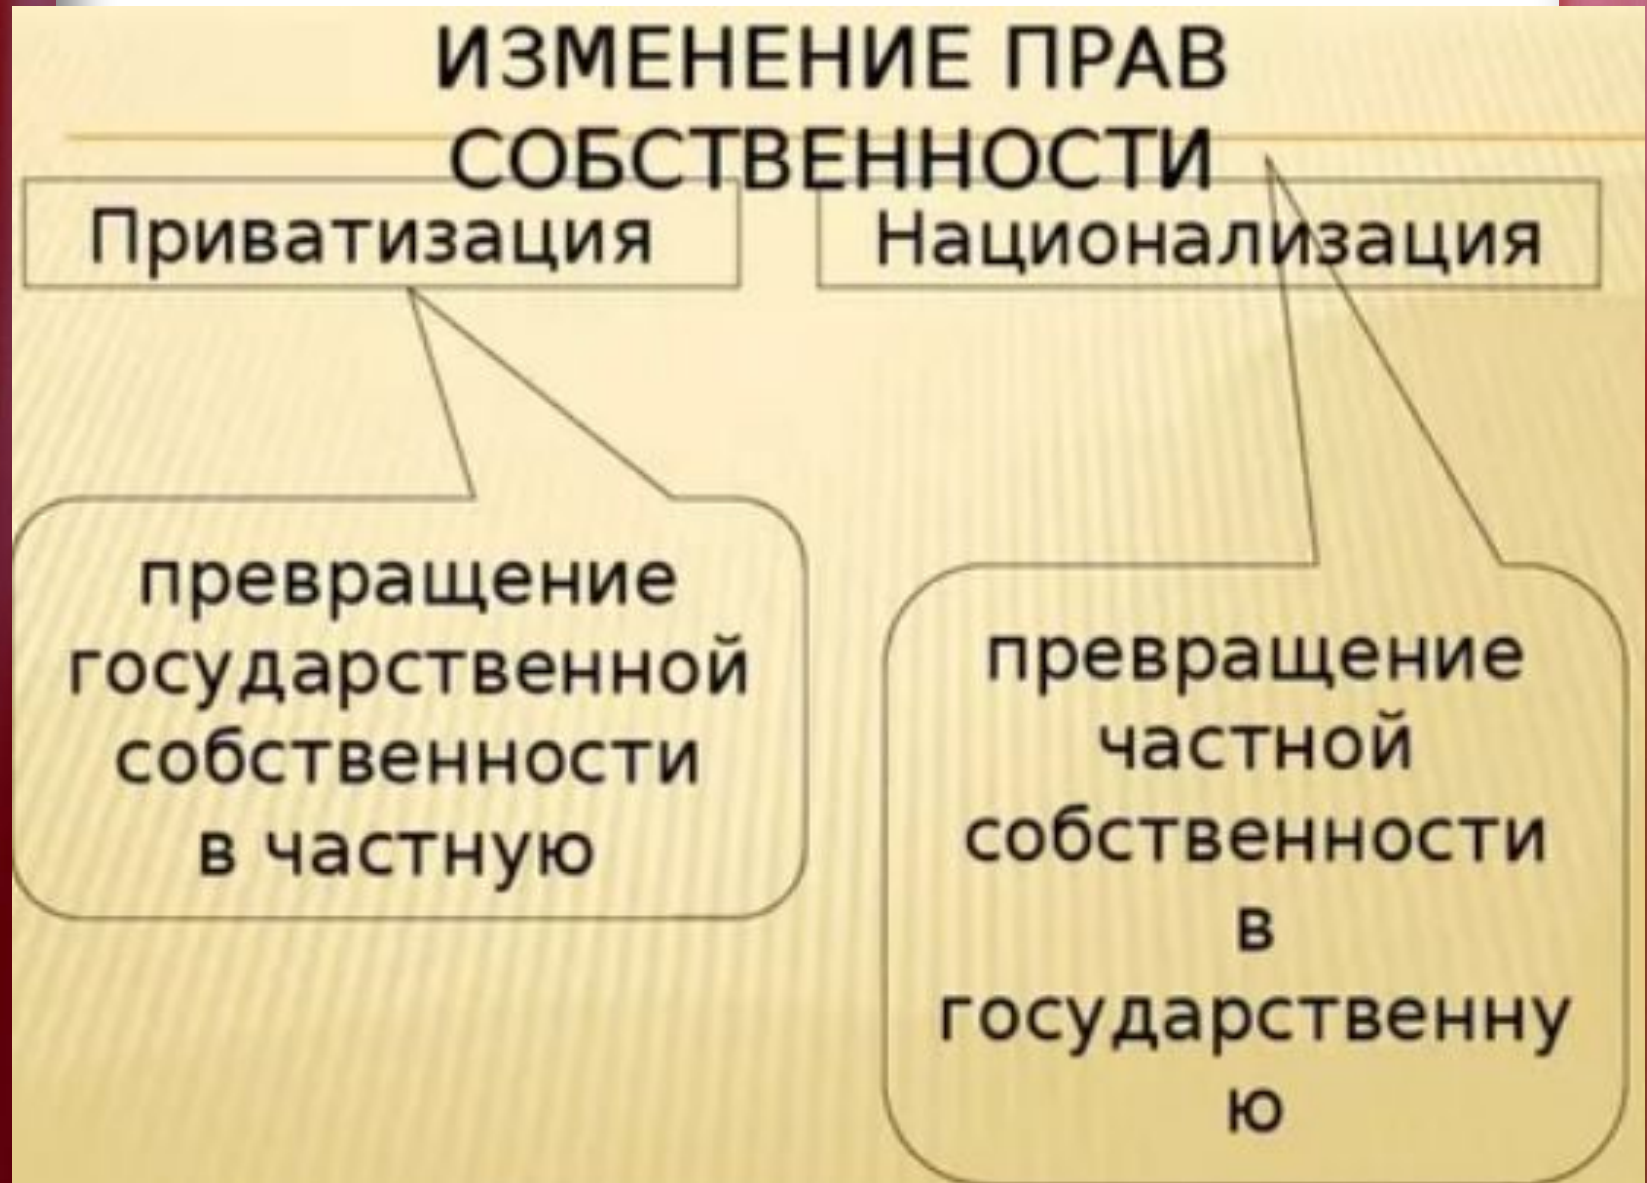 ИЗМЕНЕНИЕ ПРАВ
СОБСТВЕННОСТИ
Приватизация
Национализация
превращение
государственной
собственности
в частную
превращение
частной
собственности
в
государственну
ю